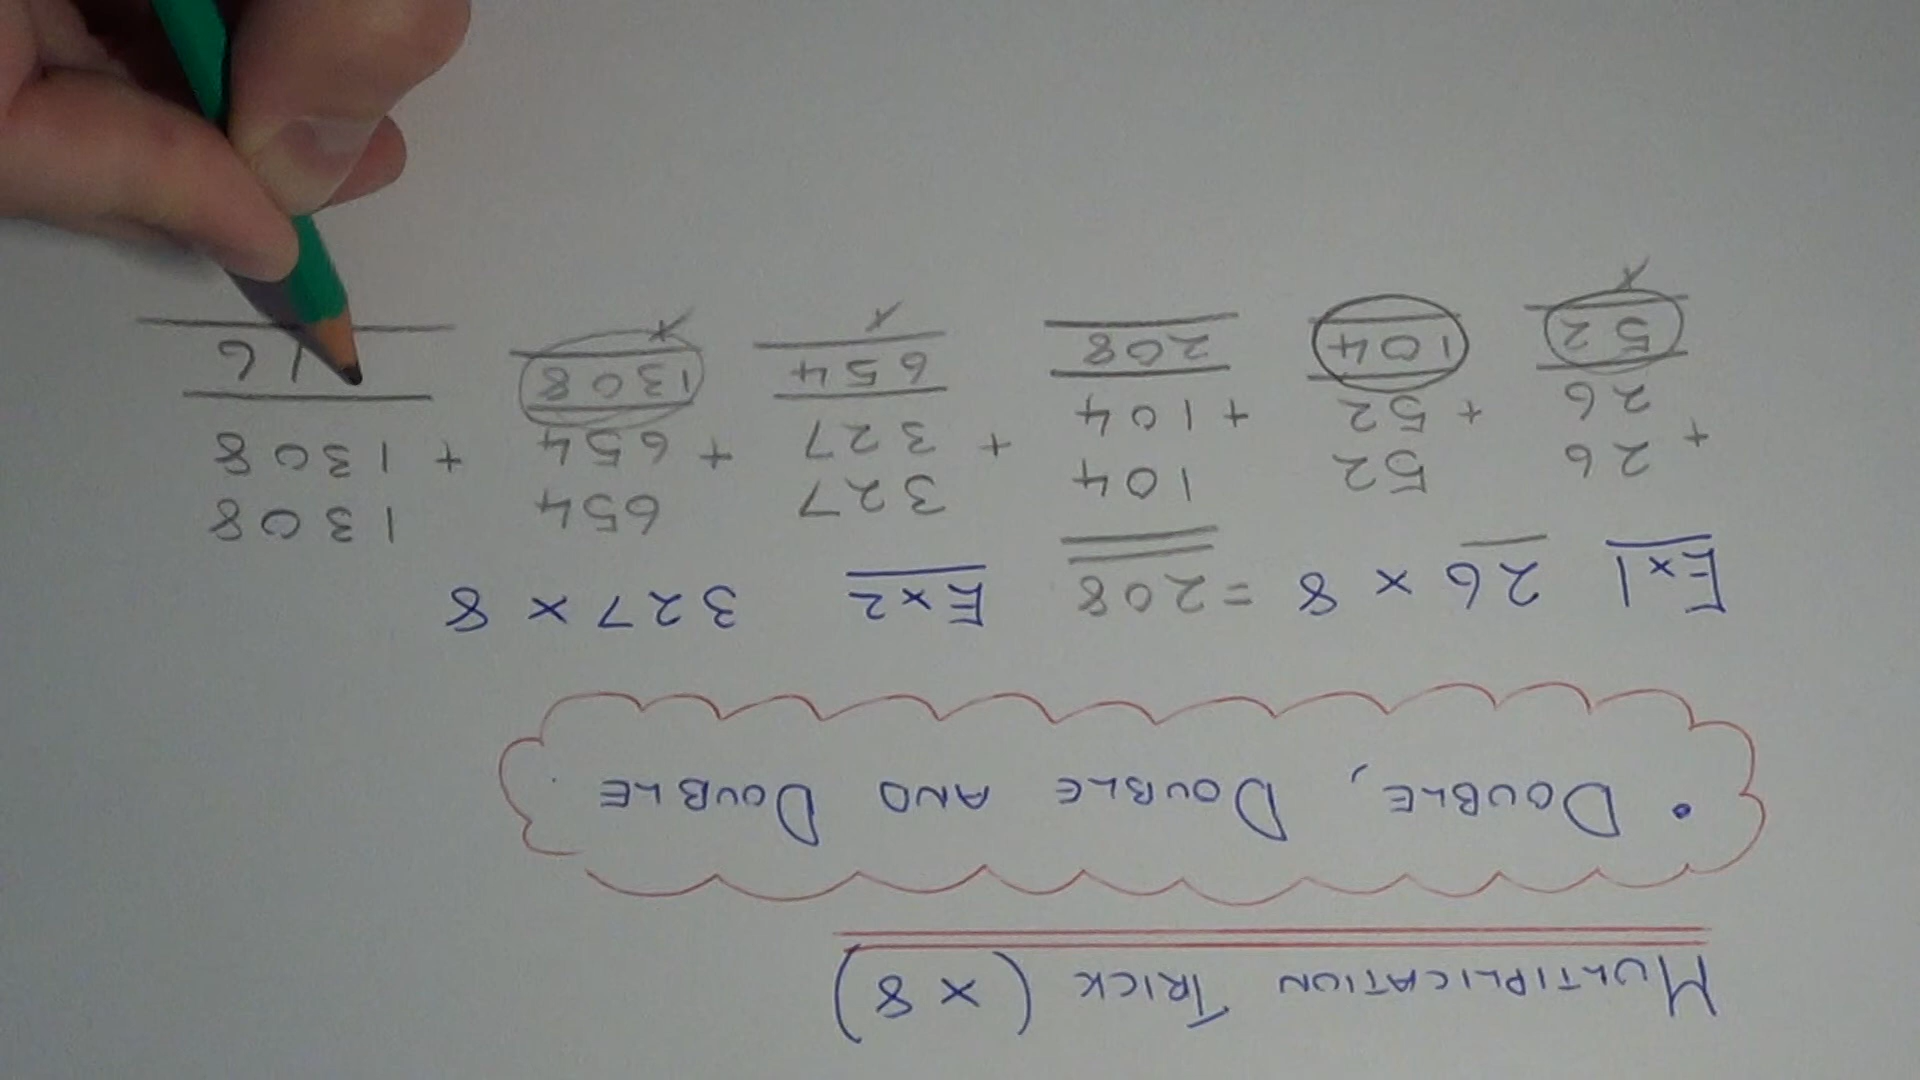 MULTIPLICATION TRICK (×8)
• DOUBLE, DOUBLE AND DOUBLE.
Ex1 26 × 8 = 208 Ex2 327 × 8
26 52 104 327 654 1308
+ 26 + 52 + 104 + 327 + 654 + 1308
52 104 208 654 1308 16